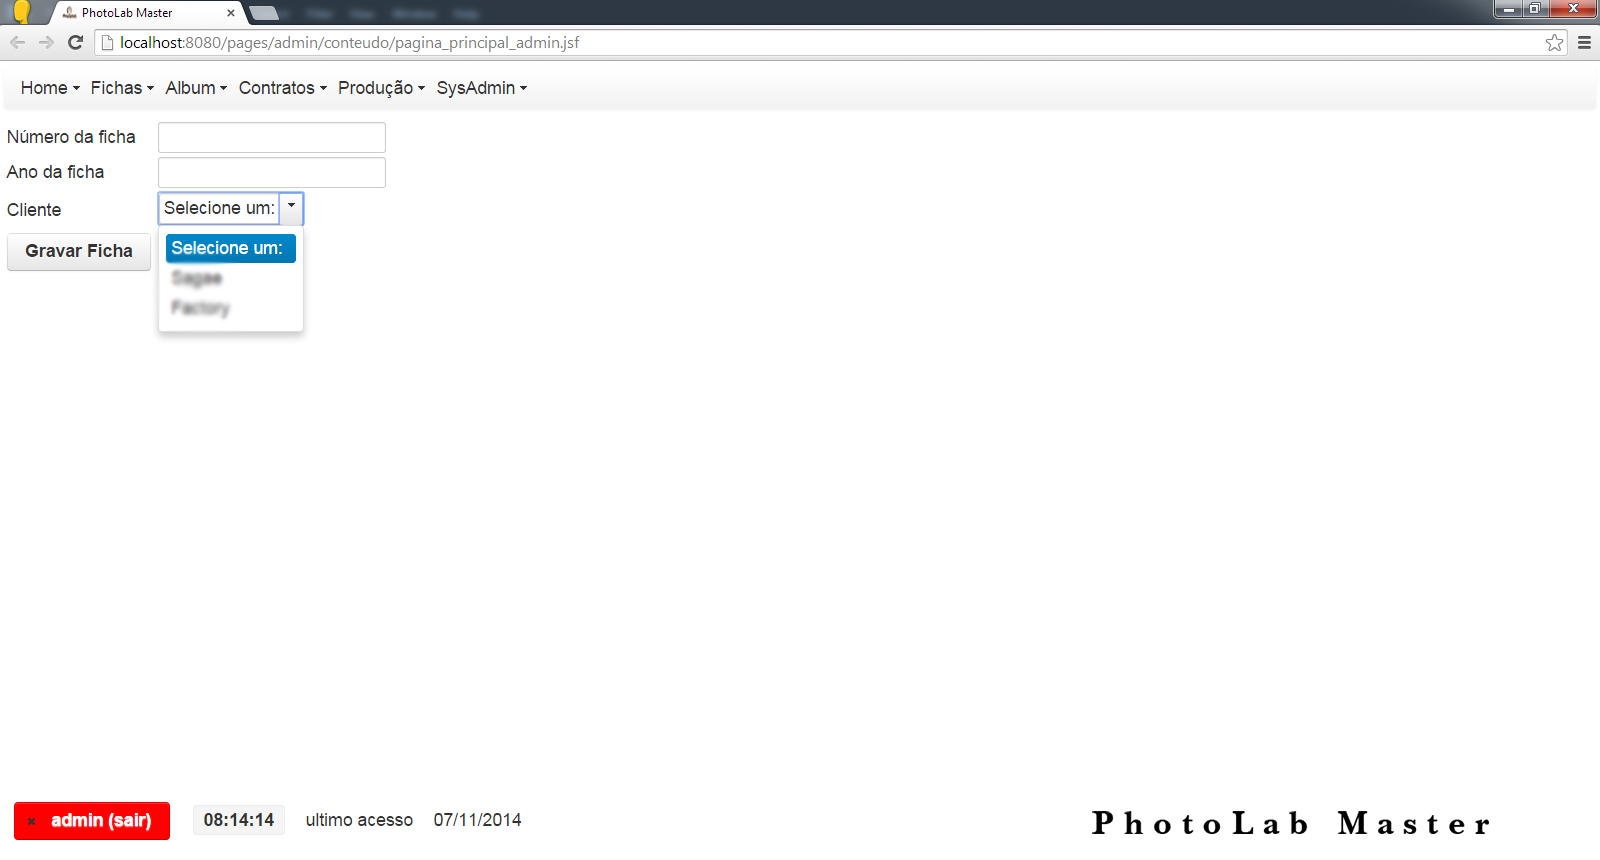 PhotoLab Master
localhost:8080/pages/admin/conteudo/pagina_principal_admin.jsf
Home Fichas Album Contratos Produção SysAdmin
Número da ficha
Ano da ficha
Cliente Selecione um:
Gravar Ficha Selecione um:
Sagae
Factory
admin (sair) 08:14:14 ultimo acesso 07/11/2014 PhotoLab Master